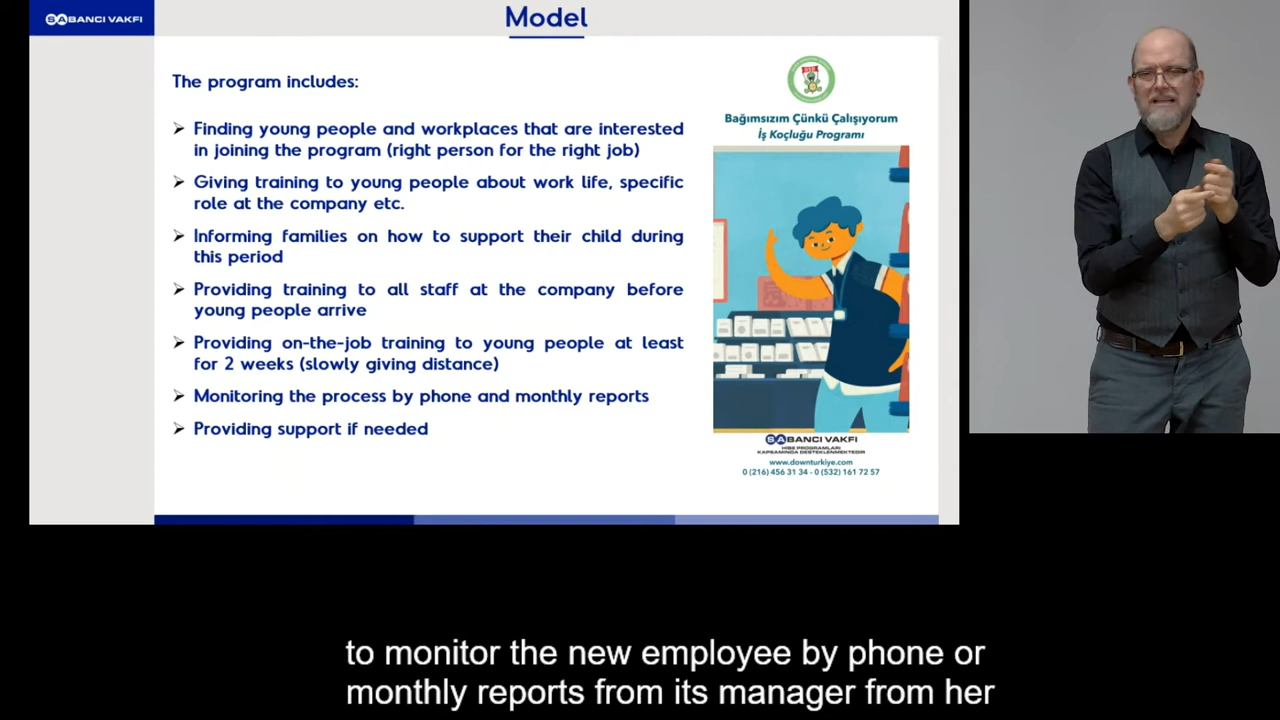 SABANCI VAKFI
Model
The program includes:
➢ Finding young people and workplaces that are interested
in joining the program (right person for the right job)
➢ Giving training to young people about work life, specific
role at the company etc.
➢ Informing families on how to support their child during
this period
➢ Providing training to all staff at the company before
young people arrive
➢ Providing on-the-job training to young people at least
for 2 weeks (slowly giving distance)
➢ Monitoring the process by phone and monthly reports
➢ Providing support if needed
Bağımsızım Çünkü Çalışıyorum
İş Koçluğu Programı
SABANCI VAKFI
HİBE PROGRAMLARI
KAPSAMINDA DESTEKLENMEKTEDİR
www.downturkiye.com
0 (216) 456 31 34 - 0 (532) 161 72 57
to monitor the new employee by phone or
monthly reports from its manager from her